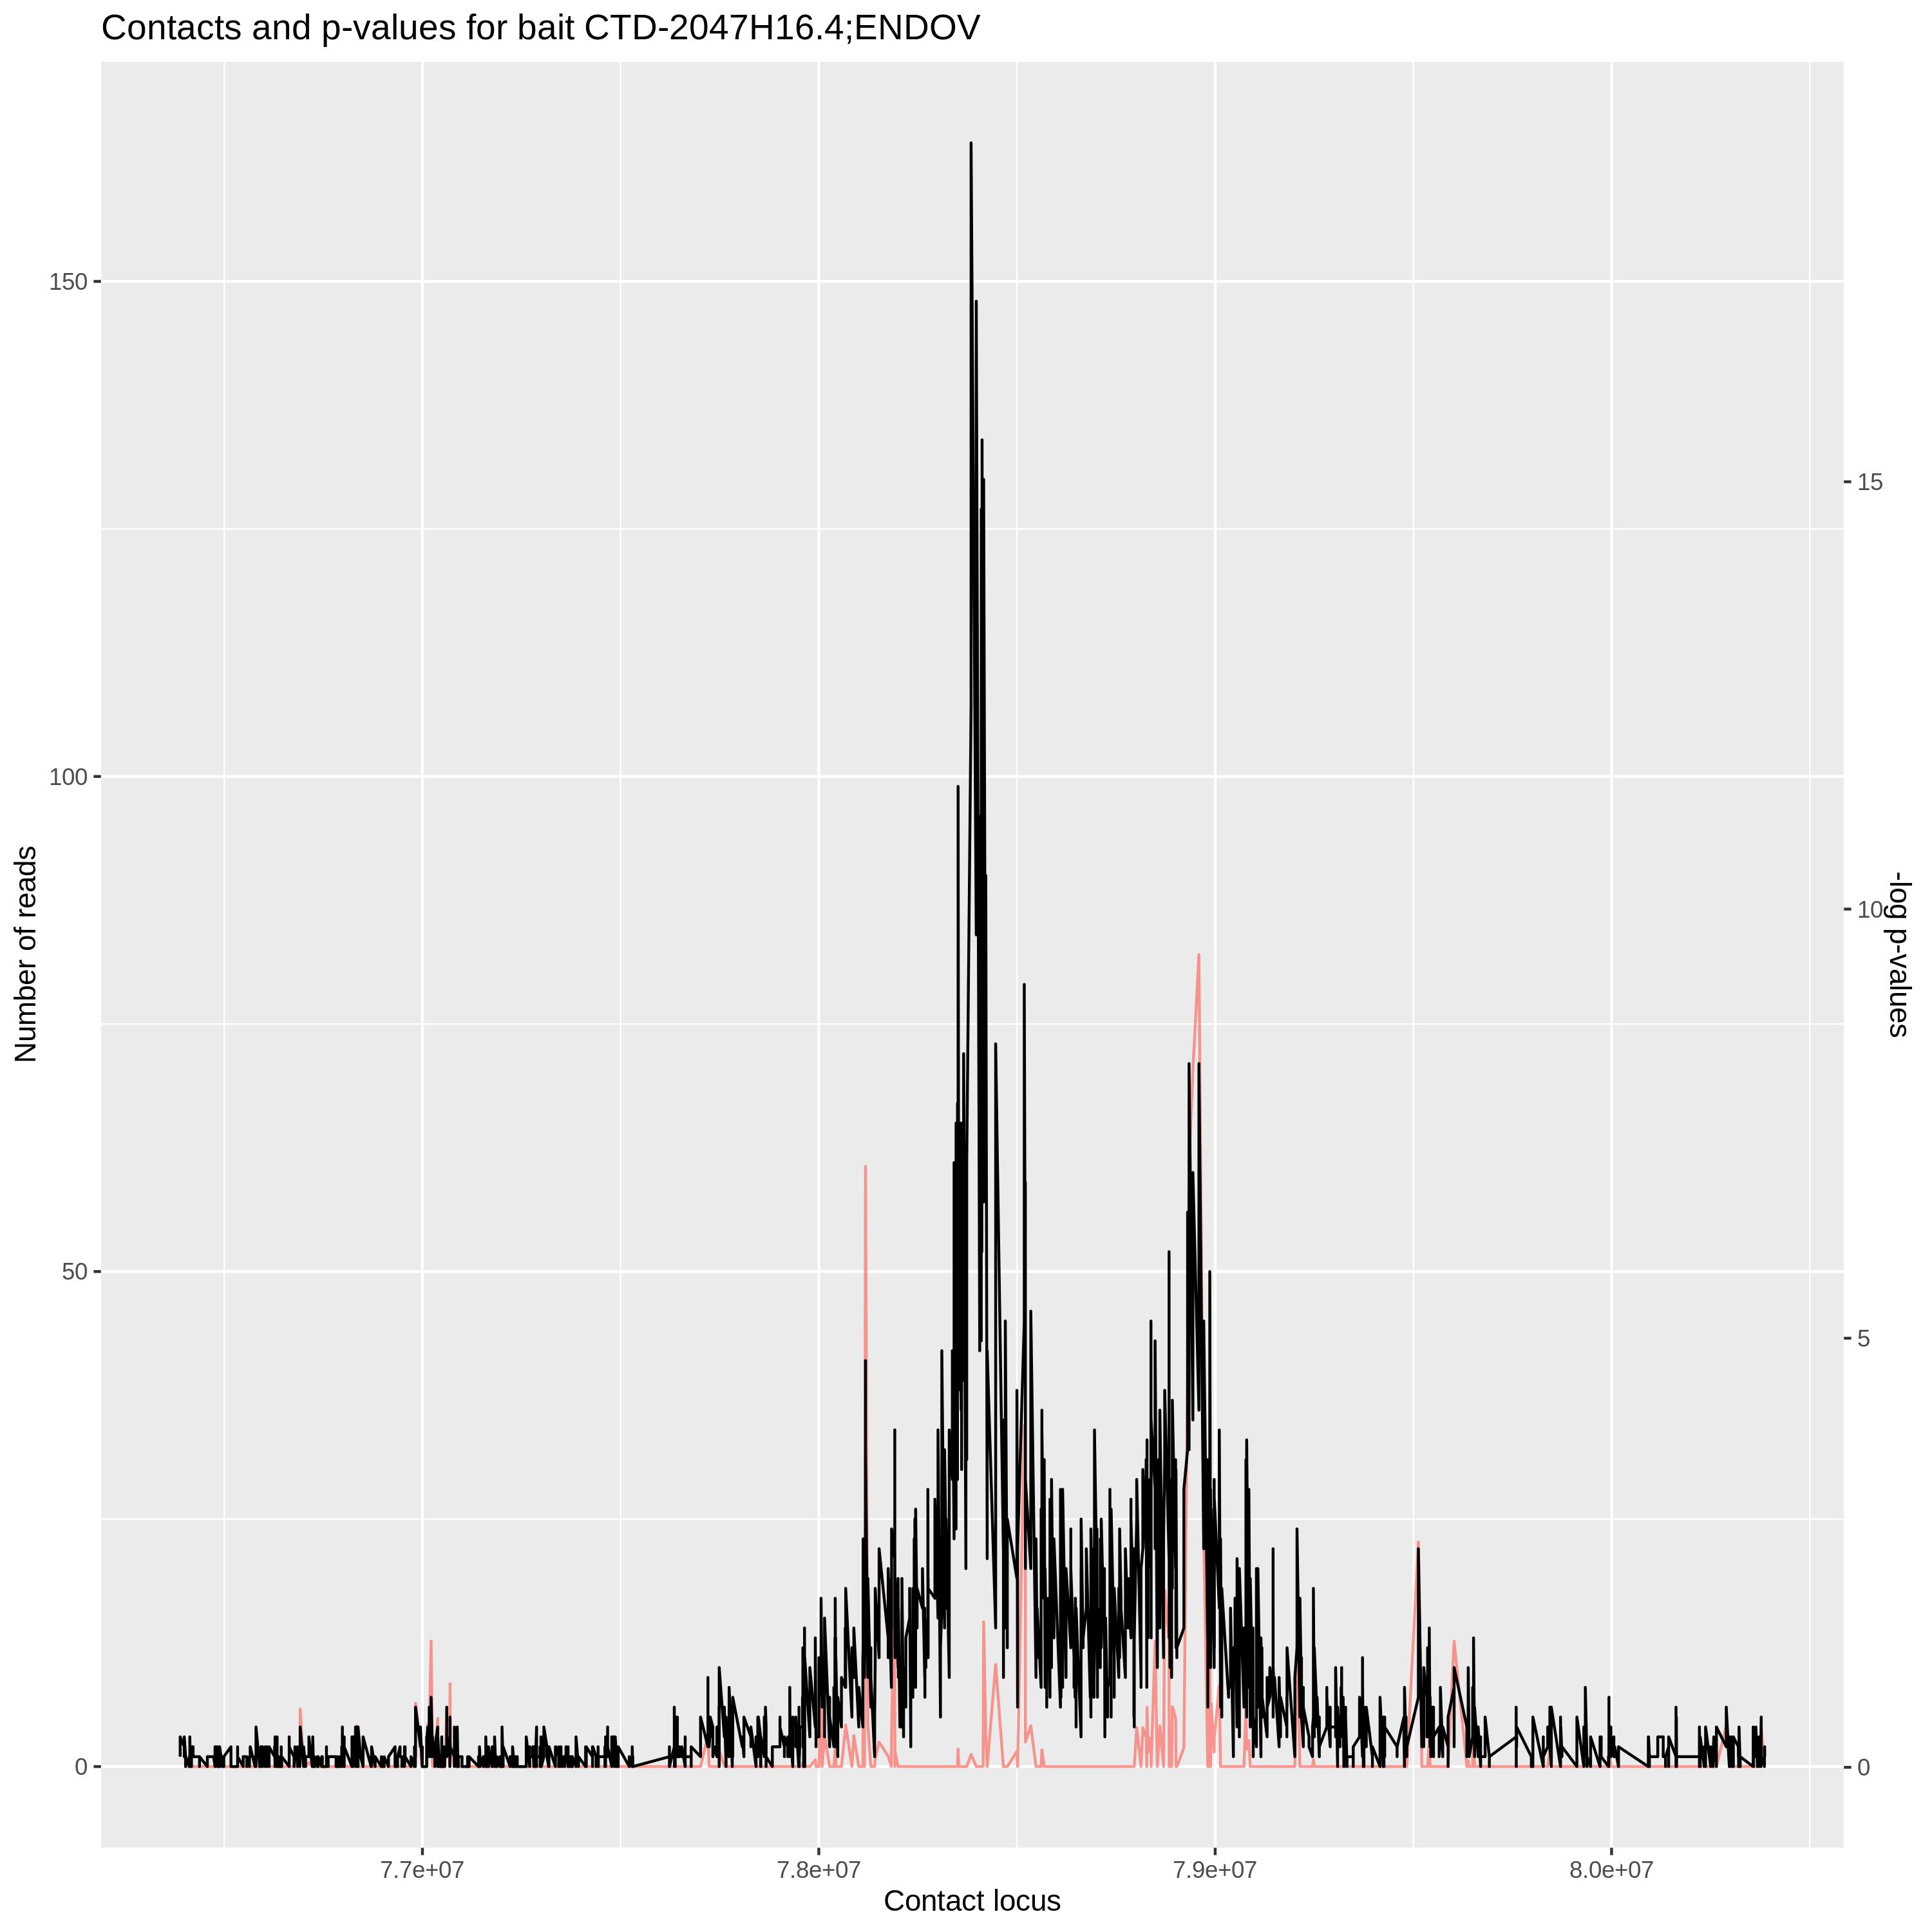 Contacts and p-values for bait CTD-2047H16.4;ENDOV
150
100
50
0
Number of reads
15
10
5
0
-log p-values
7.7e+07
7.8e+07
7.9e+07
8.0e+07
Contact locus